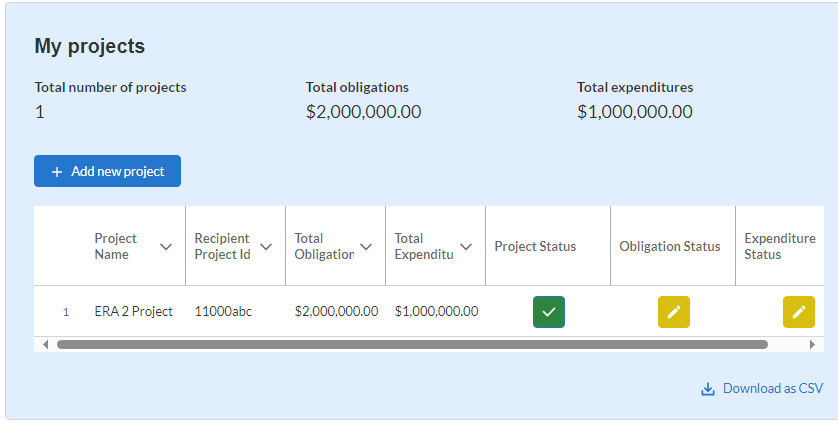 My projects
Total number of projects Total obligations Total expenditures
1 $2,000,000.00 $1,000,000.00
+ Add new project
Project Name Recipient Project Id Total Obligation Total Expenditu Project Status Obligation Status Expenditure Status
1 ERA 2 Project 11000abc $2,000,000.00 $1,000,000.00
Download as CSV